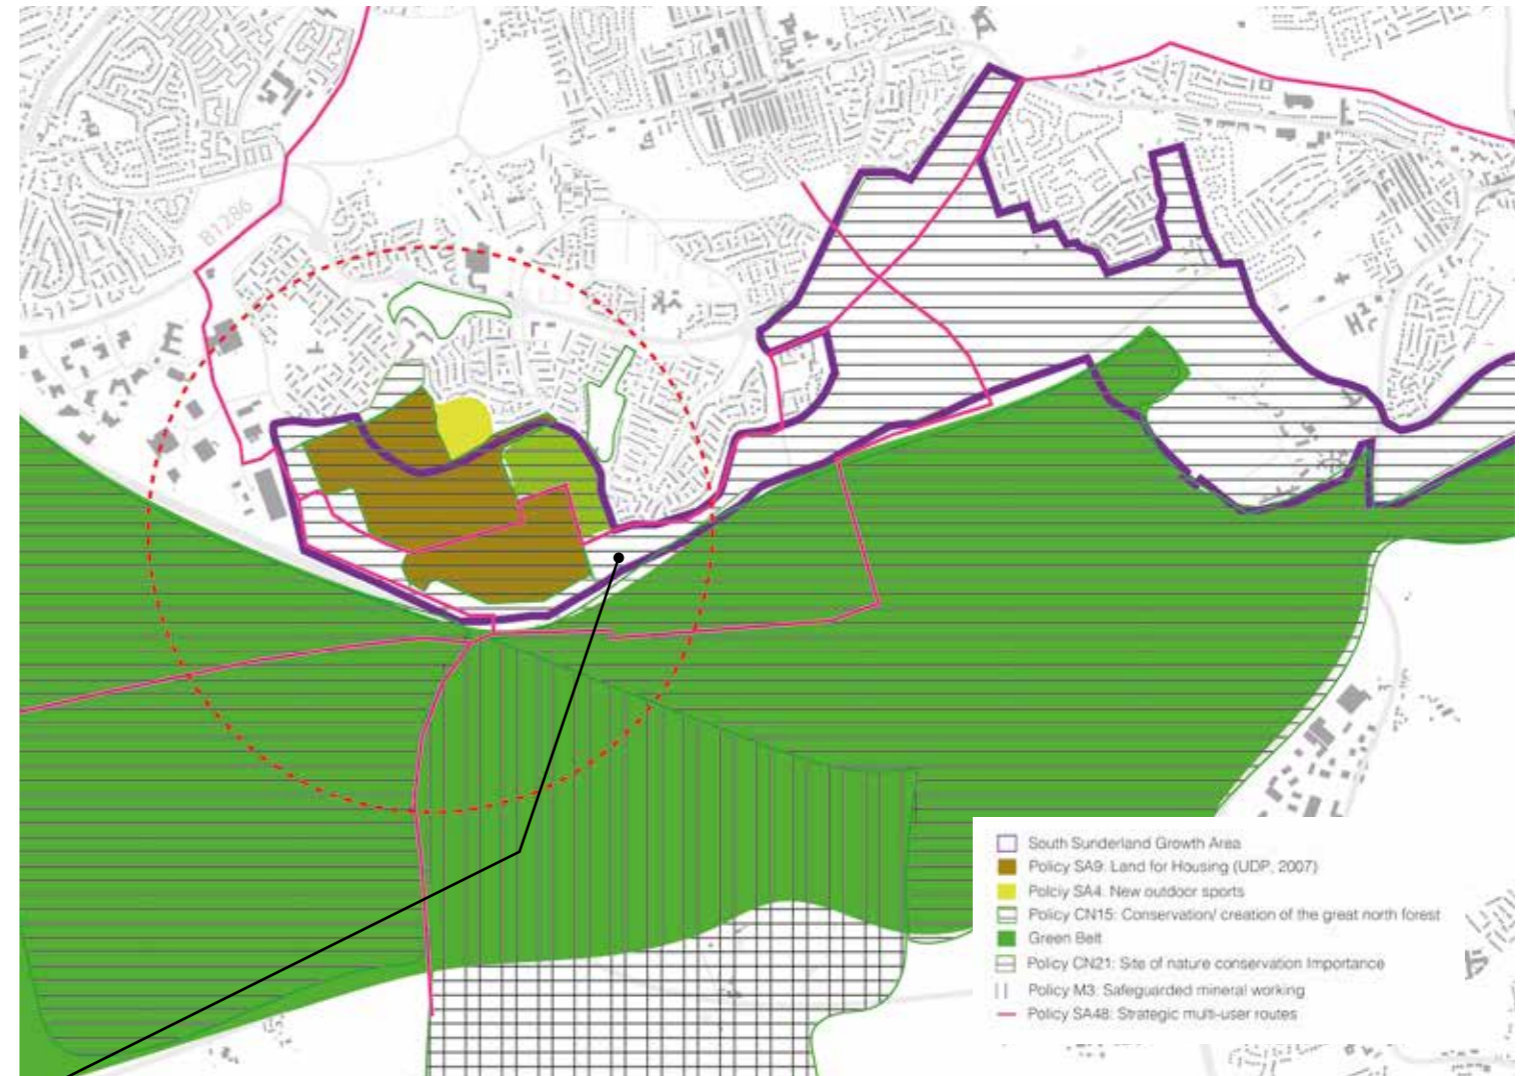 B1286
South Sunderland Growth Area
Policy SA9: Land for Housing (UDP, 2007)
Polciy SA4: New outdoor sports
Policy CN15: Conservation/ creation of the great north forest
Green Belt
Policy CN21: Site of nature conservation Importance
Policy M3: Safeguarded mineral working
Policy SA48: Strategic multi-user routes